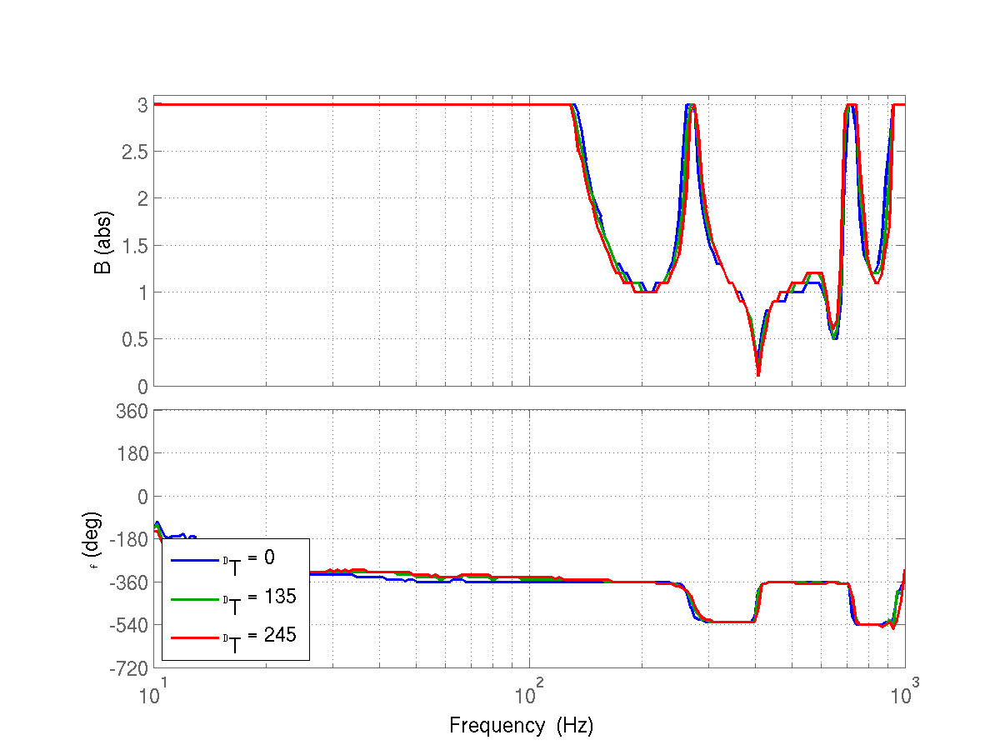 3
2.5
2
1.5
1
0.5
0
B (abs)
360
180
0
-180
-360
-540
-720
f (deg)
D T = 0
D T = 135
D T = 245
10^1
10^2
10^3
Frequency (Hz)